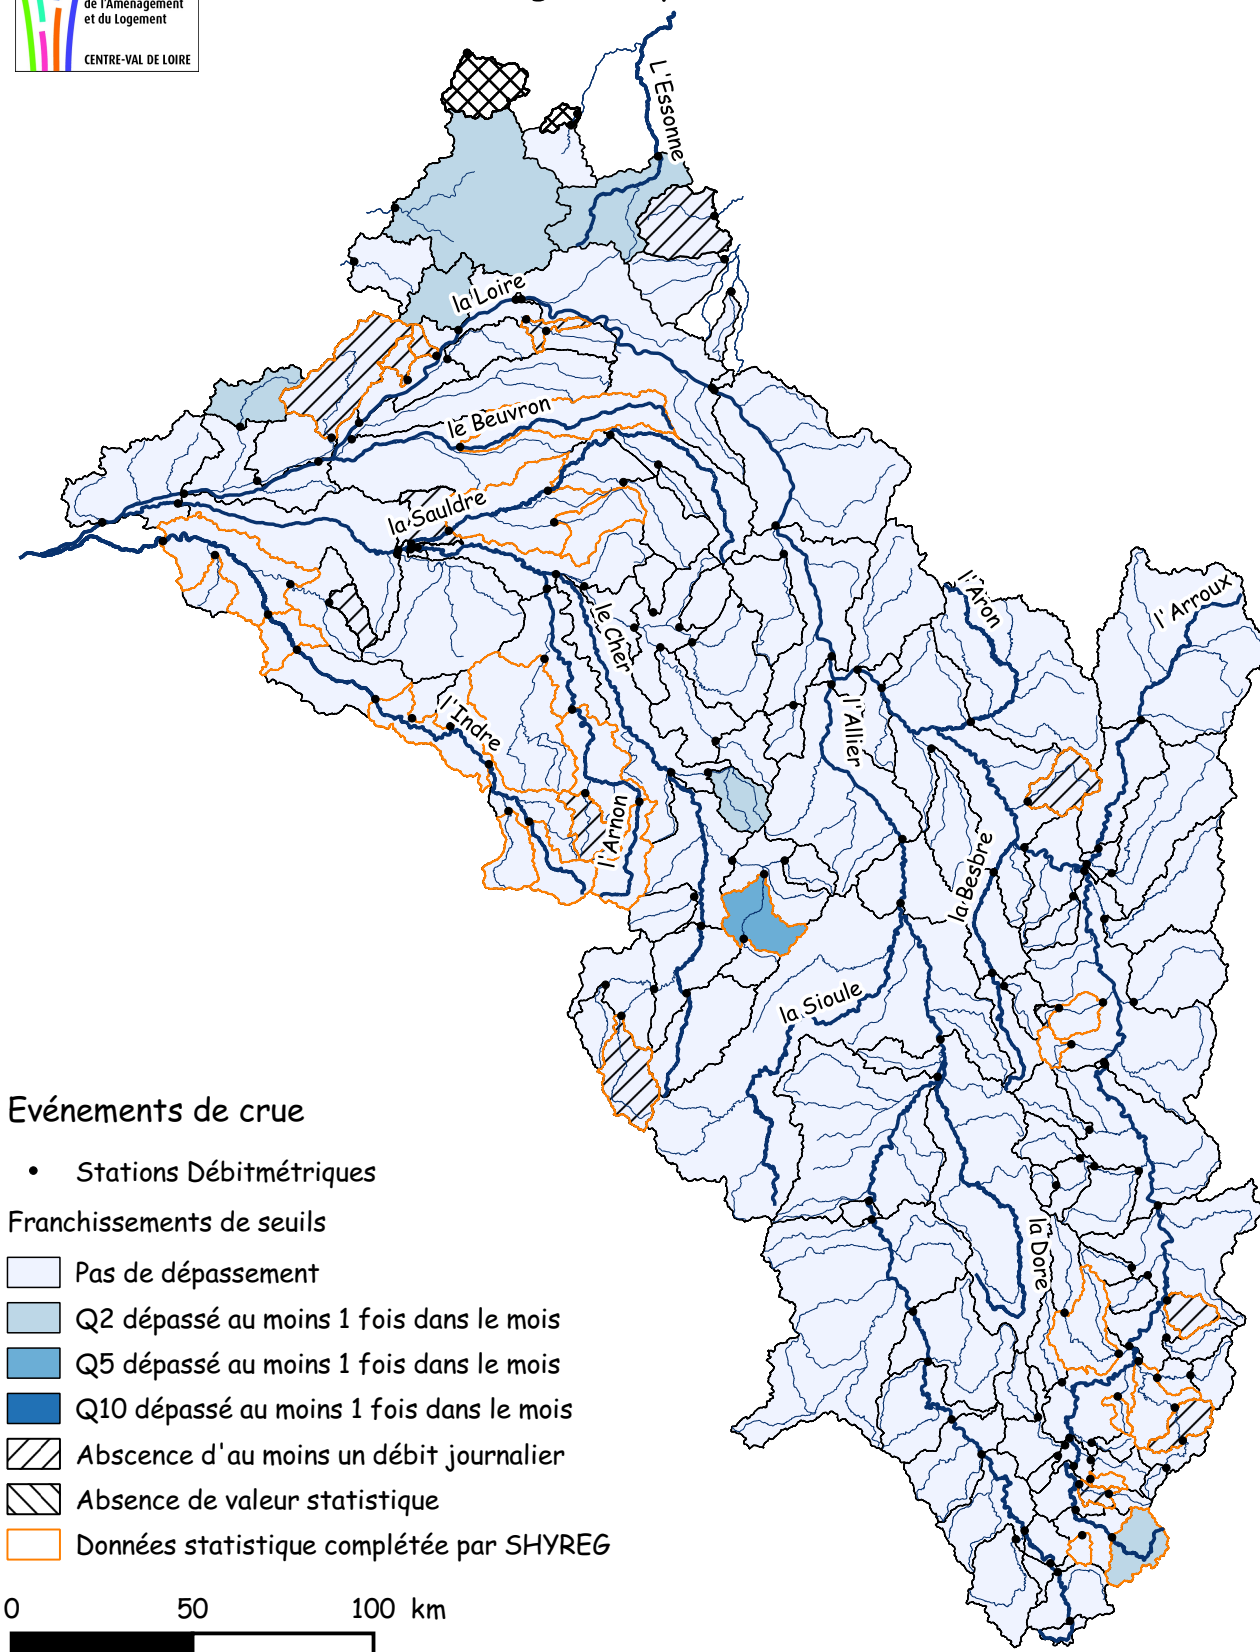 de l'Aménagement
et du Logement
CENTRE-VAL DE LOIRE
L'Essonne
la Loire
le Beuvron
la Sauldre
le Cher
l'Indre
l'Arnon
l'Allier
l'Aron
l'Arroux
la Besbre
la Sioule
la Dore
Evénements de crue
Stations Débitmétriques
Franchissements de seuils
Pas de dépassement
Q2 dépassé au moins 1 fois dans le mois
Q5 dépassé au moins 1 fois dans le mois
Q10 dépassé au moins 1 fois dans le mois
Abscence d'au moins un débit journalier
Absence de valeur statistique
Données statistique complétée par SHYREG
0 50 100 km